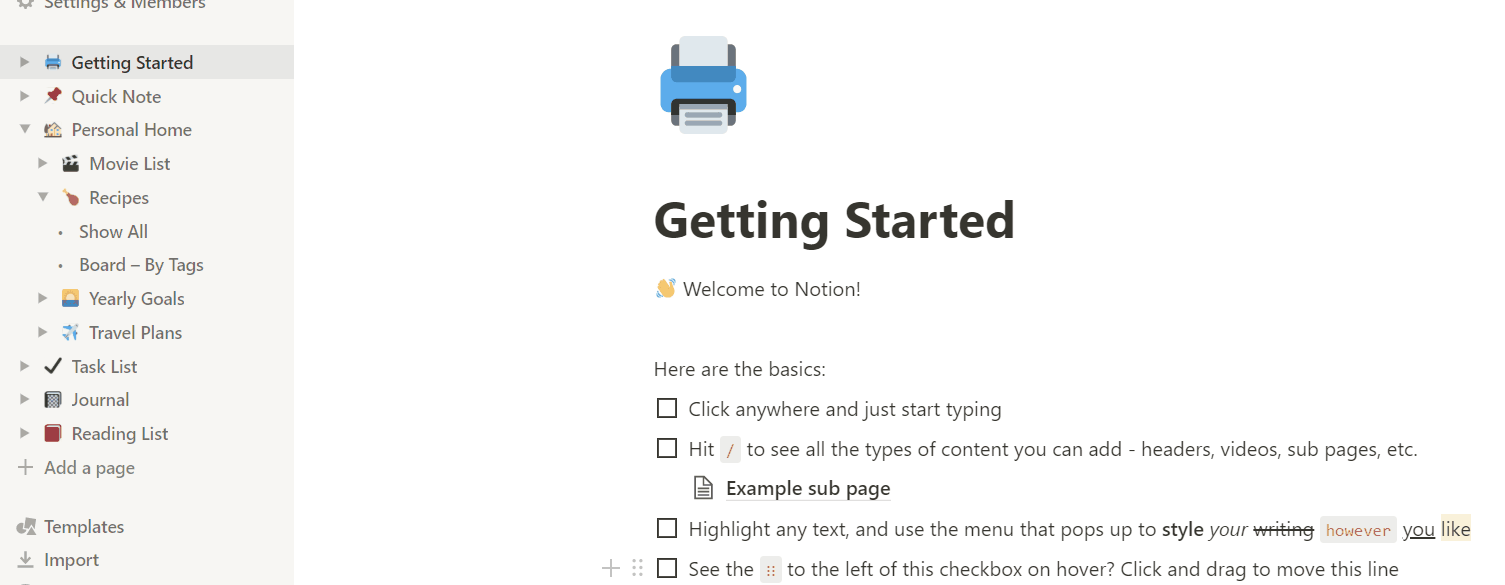 Settings & Members
Getting Started
Quick Note
Personal Home
Movie List
Recipes
Show All
Board – By Tags
Yearly Goals
Travel Plans
Task List
Journal
Reading List
Add a page
Templates
Import
Getting Started
👋 Welcome to Notion!
Here are the basics:
Click anywhere and just start typing
Hit / to see all the types of content you can add - headers, videos, sub pages, etc.
Example sub page
Highlight any text, and use the menu that pops up to style your writing however you like
See the ⋮⋮ to the left of this checkbox on hover? Click and drag to move this line